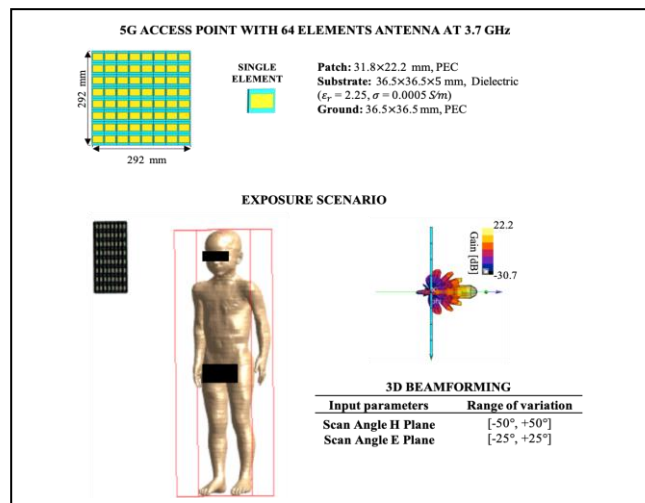 5G ACCESS POINT WITH 64 ELEMENTS ANTENNA AT 3.7 GHz
292 mm
292 mm
SINGLE
ELEMENT
Patch: 31.8×22.2 mm, PEC
Substrate: 36.5×36.5×5 mm, Dielectric
(εr = 2.25, σ = 0.0005 S/m)
Ground: 36.5×36.5 mm, PEC
EXPOSURE SCENARIO
22.2
Gain [dB]
-30.7
3D BEAMFORMING
Input parameters Range of variation
Scan Angle H Plane [-50°, +50°]
Scan Angle E Plane [-25°, +25°]